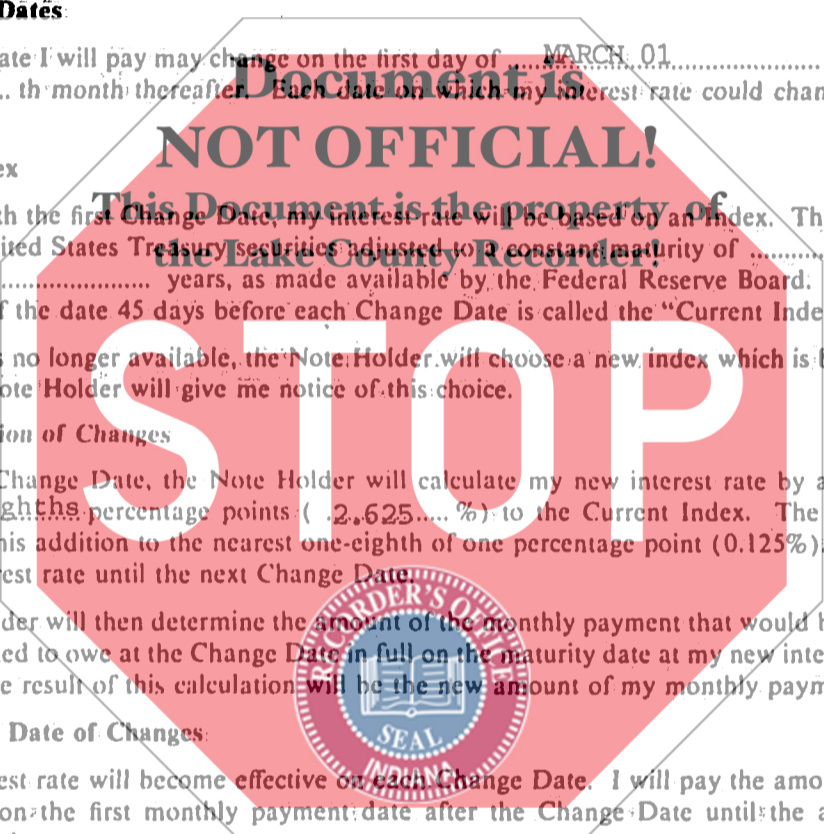 Dates
ate I will pay may change on the first day of ....MARCH 01....................
.. th month thereafter. Each date on which my interest rate could chan
Document is
NOT OFFICIAL!
ex
This Document is the property of
the Lake County Recorder!
th the first Change Date, my interest rate will be based on an Index. Th
ited States Treasury securities adjusted to a constant maturity of ..........
.................... years, as made available by the Federal Reserve Board.
f the date 45 days before each Change Date is called the “Current Inde
s no longer available, the Note Holder will choose a new index which is b
ote Holder will give me notice of this choice.
STOP
ion of Changes
Change Date, the Note Holder will calculate my new interest rate by a
ghths percentage points ( .2.625.... %) to the Current Index. The
his addition to the nearest one-eighth of one percentage point (0.125%).
est rate until the next Change Date.
der will then determine the amount of the monthly payment that would b
ed to owe at the Change Date in full on the maturity date at my new inte
e result of this calculation will be the new amount of my monthly paym
RECORDER'S OFFICE
SEAL
INDIANA
Date of Changes
est rate will become effective on each Change Date. I will pay the amo
on the first monthly payment date after the Change Date until the a